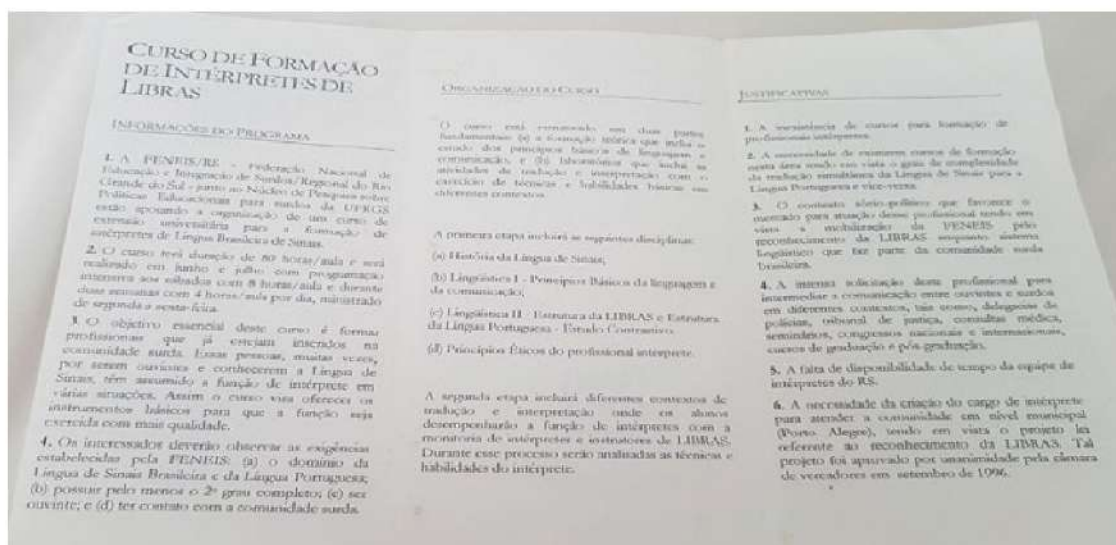 CURSO DE FORMAÇÃO
DE INTÉRPRETES DE
LIBRAS
INFORMAÇÕES DO PROGRAMA
1. A FENEIS/RS - Federação Nacional de
Educação e Integração de Surdos/Regional do Rio
Grande do Sul - junto ao Núcleo de Pesquisa sobre
Políticas Educacionais para surdos da UFRGS
estão apoiando a organização de um curso de
extensão universitária para a formação de
intérpretes de Língua Brasileira de Sinais.
2. O curso terá duração de 80 horas/aula e será
realizado em junho e julho com programação
intensiva aos sábados com 8 horas/aula e durante
duas semanas com 4 horas/aula por dia, ministrado
de segunda a sexta-feira.
3. O objetivo essencial deste curso é formar
profissionais que já estejam inseridos na
comunidade surda. Essas pessoas, muitas vezes,
por serem ouvintes e conhecerem a Língua de
Sinais, têm assumido a função de intérprete em
várias situações. Assim o curso visa oferecer os
instrumentos básicos para que a função seja
exercida com mais qualidade.
4. Os interessados deverão observar as exigências
estabelecidas pela FENEIS: (a) o domínio da
Língua de Sinais Brasileira e da Língua Portuguesa;
(b) possuir pelo menos o 2º grau completo; (c) ser
ouvinte; e (d) ter contato com a comunidade surda.
ORGANIZAÇÃO DO CURSO
O curso está estruturado em duas partes
fundamentais: (a) a formação teórica que inclui o
estudo dos princípios básicos de linguagem e
comunicação, e (b) laboratórios que inclui as
atividades de tradução e interpretação com o
exercício de técnicas e habilidades básicas em
diferentes contextos.
A primeira etapa incluirá as seguintes disciplinas:
(a) História da Língua de Sinais;
(b) Lingüística I - Princípios Básicos da linguagem e
da comunicação;
(c) Lingüística II - Estrutura da LIBRAS e Estrutura
da Língua Portuguesa - Estudo Contrastivo.
(d) Princípios Éticos do profissional intérprete.
A segunda etapa incluirá diferentes contextos de
tradução e interpretação onde os alunos
desempenharão a função de intérpretes com a
monitoria de intérpretes e instrutores de LIBRAS.
Durante esse processo serão analisadas as técnicas e
habilidades do intérprete.
JUSTIFICATIVAS
1. A inexistência de cursos para formação de
profissionais intérpretes.
2. A necessidade de existirem cursos de formação
nesta área tendo em vista o grau de complexidade
da tradução simultânea da Língua de Sinais para a
Língua Portuguesa e vice-versa.
3. O contexto sócio-político que favorece o
mercado para atuação desse profissional tendo em
vista a mobilização da FENEIS pelo
reconhecimento da LIBRAS enquanto sistema
lingüístico que faz parte da comunidade surda
brasileira.
4. A intensa solicitação deste profissional para
intermediar a comunicação entre ouvintes e surdos
em diferentes contextos, tais como, delegacias de
polícias, tribunal de justiça, consultas médica,
seminários, congressos nacionais e internacionais,
cursos de graduação e pós-graduação.
5. A falta de disponibilidade de tempo da equipe de
intérpretes do RS.
6. A necessidade da criação do cargo de intérprete
para atender a comunidade em nível municipal
(Porto Alegre), tendo em vista o projeto lei
referente ao reconhecimento da LIBRAS. Tal
projeto foi aprovado por unanimidade pela câmara
de vereadores em setembro de 1996.